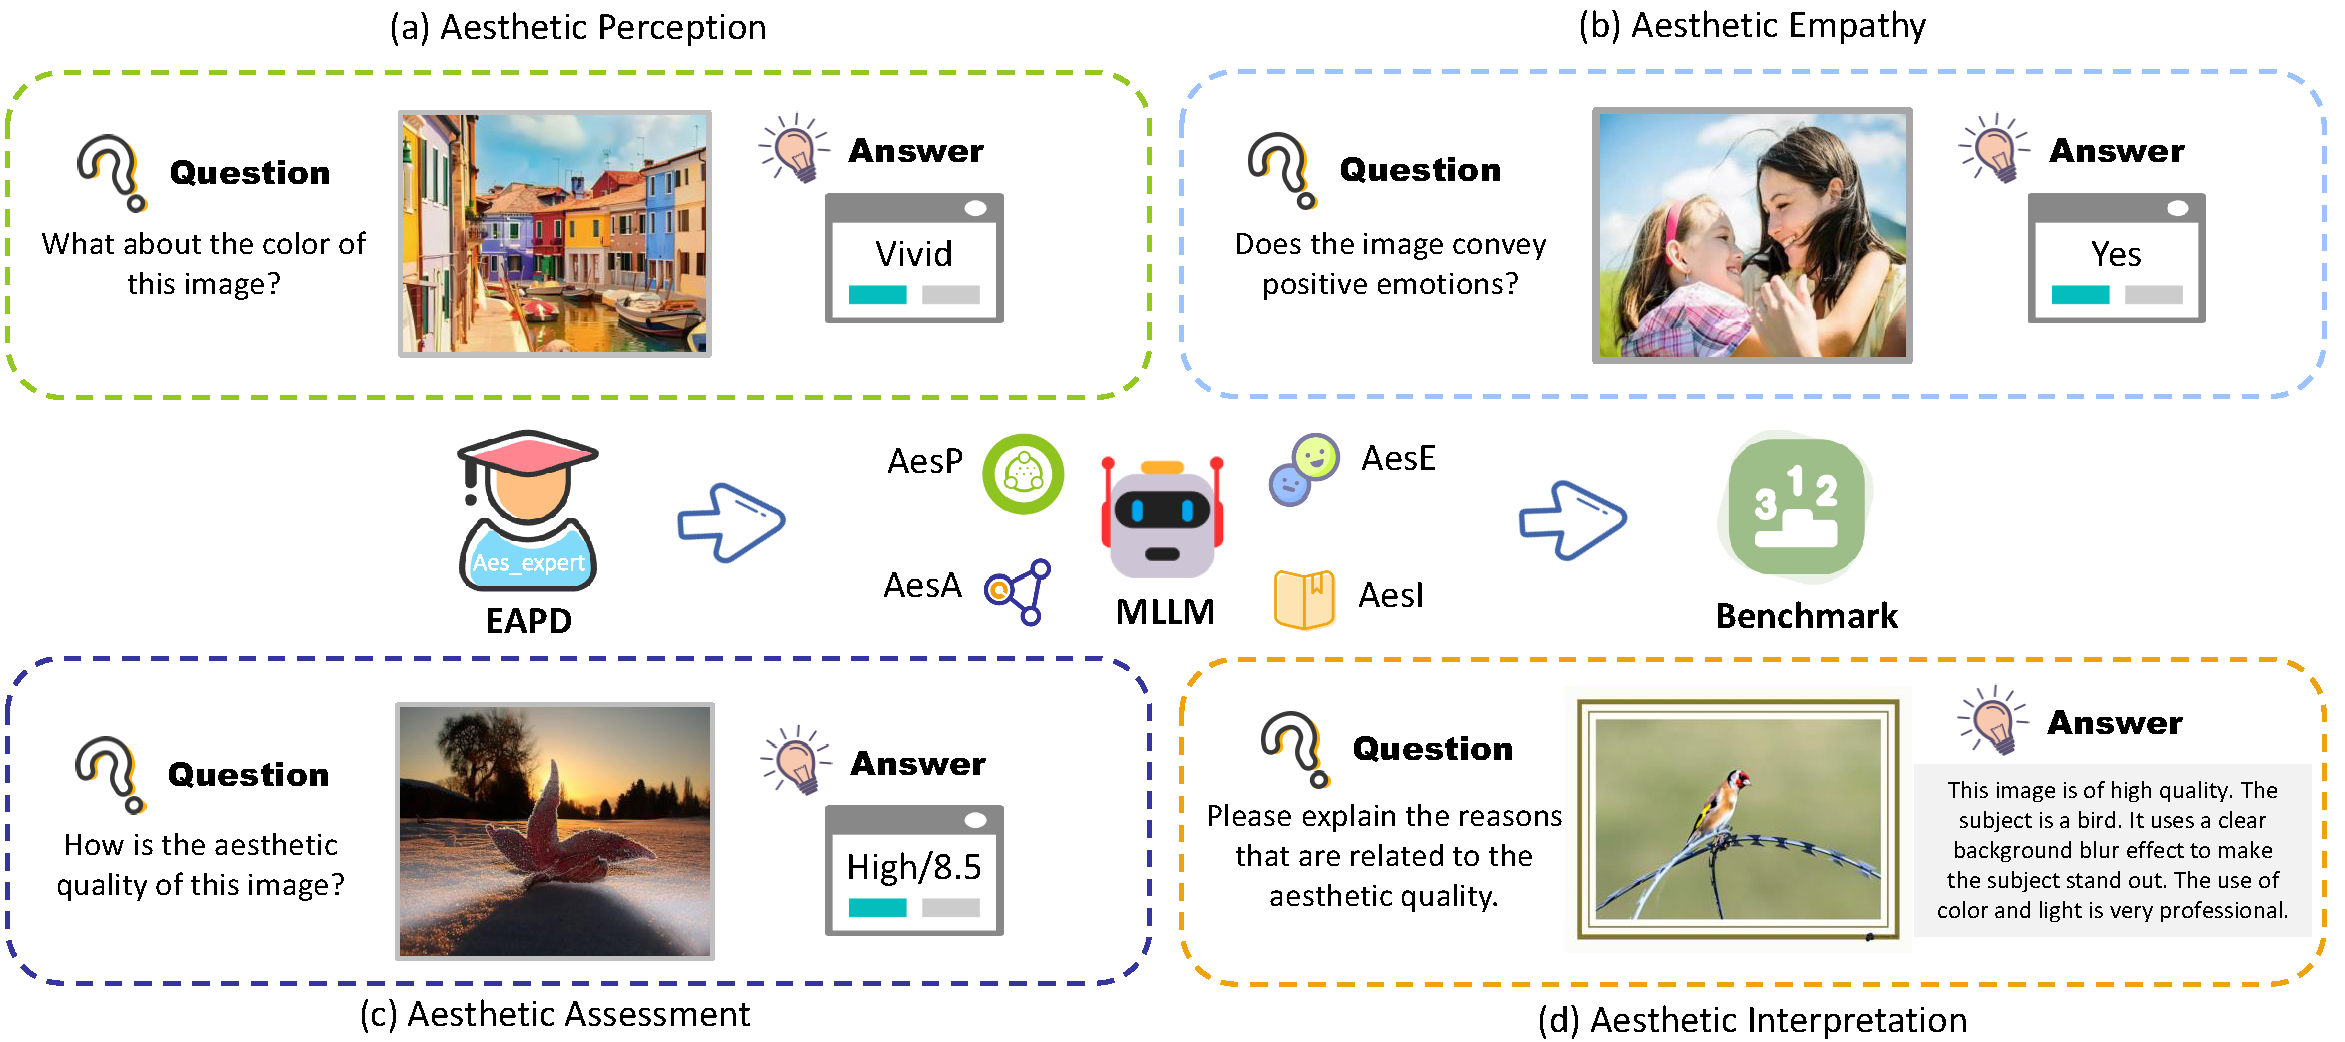 (a) Aesthetic Perception
Question
What about the color of
this image?
Answer
Vivid
(b) Aesthetic Empathy
Question
Does the image convey
positive emotions?
Answer
Yes
Aes_expert
EAPD
AesP
AesA
MLLM
AesE
AesI
3 1 2
Benchmark
Question
How is the aesthetic
quality of this image?
Answer
High/8.5
(c) Aesthetic Assessment
Question
Please explain the reasons
that are related to the
aesthetic quality.
Answer
This image is of high quality. The
subject is a bird. It uses a clear
background blur effect to make
the subject stand out. The use of
color and light is very professional.
(d) Aesthetic Interpretation